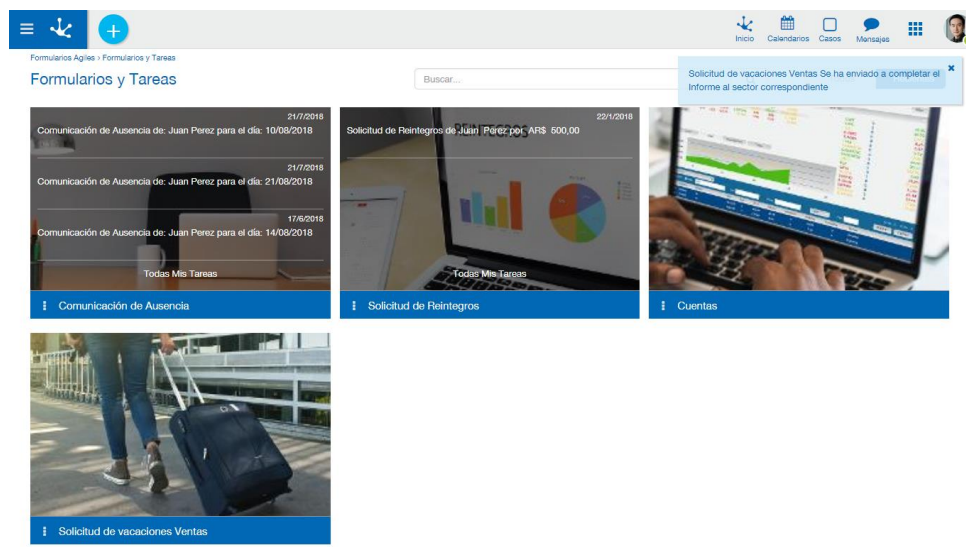 Inicio
Calendarios
Casos
Mensajes
Formularios Agiles › Formularios y Tareas
Formularios y Tareas
Buscar...
Solicitud de vacaciones Ventas Se ha enviado a completar el
Informe al sector correspondiente
21/7/2018
Comunicación de Ausencia de: Juan Perez para el día: 10/08/2018
21/7/2018
Comunicación de Ausencia de: Juan Perez para el día: 21/08/2018
17/6/2018
Comunicación de Ausencia de: Juan Perez para el día: 14/08/2018
Todas Mis Tareas
Comunicación de Ausencia
22/1/2018
REINTEGROS
Solicitud de Reintegros de Juan Perez por AR$ 500,00
Todas Mis Tareas
Solicitud de Reintegros
Cuentas
Solicitud de vacaciones Ventas